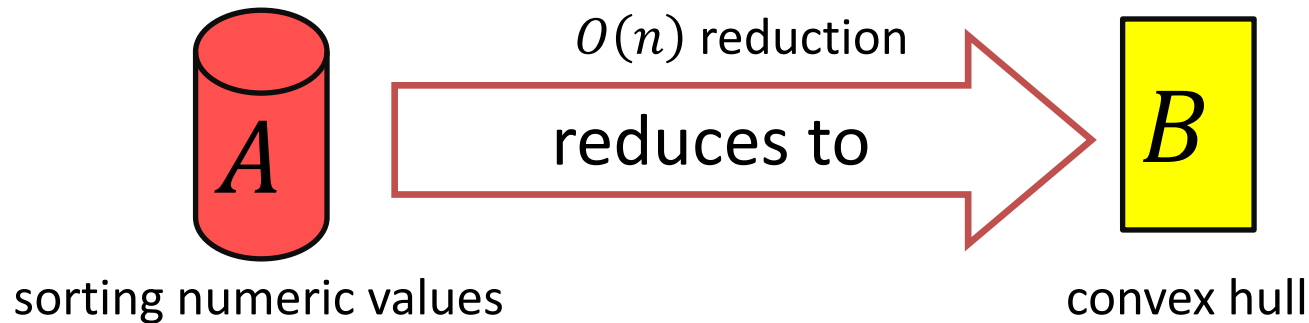 O(n) reduction
A
reduces to
B
sorting numeric values
convex hull